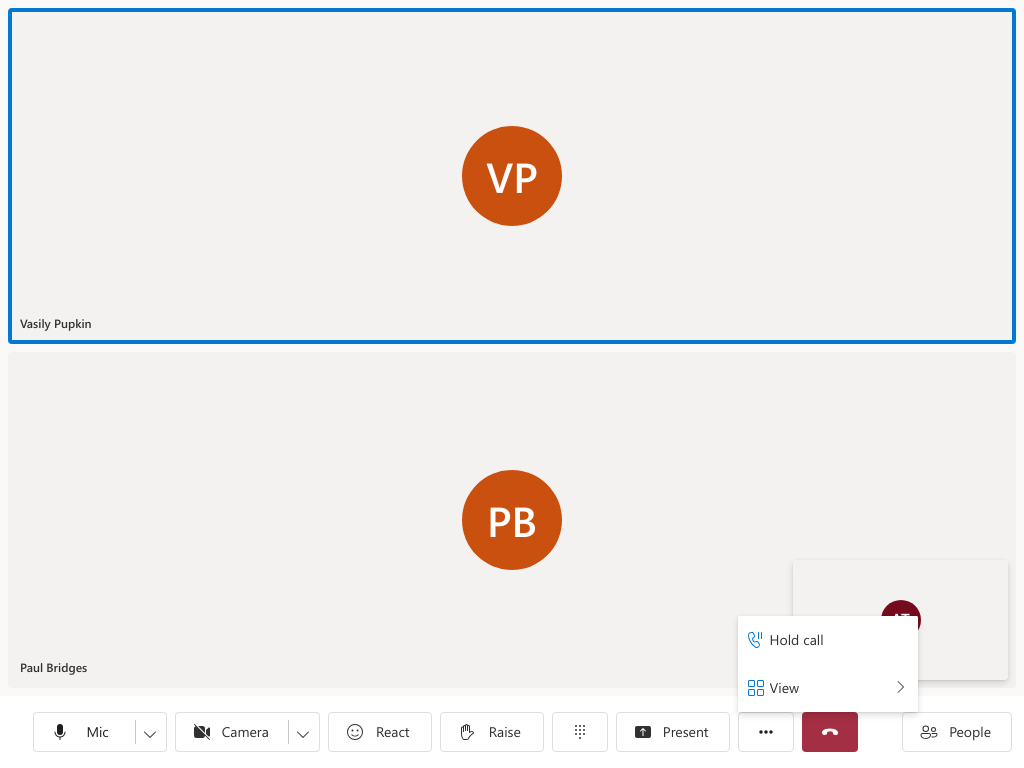 VP
Vasily Pupkin
PB
Paul Bridges
Hold call
View
Mic
Camera
React
Raise
Present
People